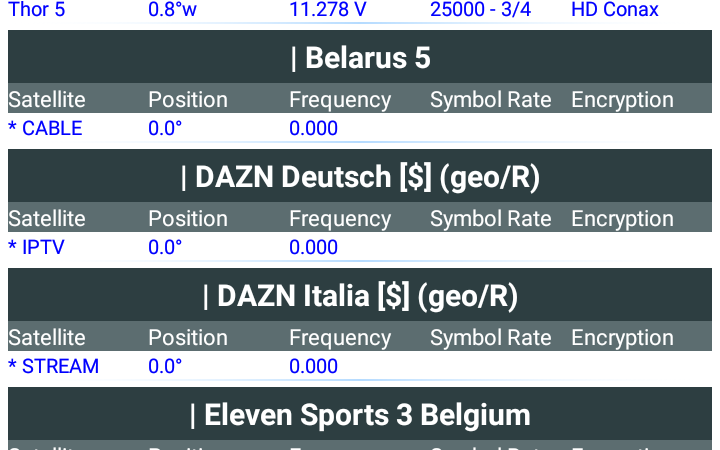 Thor 5 0.8°w 11.278 V 25000 - 3/4 HD Conax
| Belarus 5
Satellite Position Frequency Symbol Rate Encryption
* CABLE 0.0° 0.000
| DAZN Deutsch [$] (geo/R)
Satellite Position Frequency Symbol Rate Encryption
* IPTV 0.0° 0.000
| DAZN Italia [$] (geo/R)
Satellite Position Frequency Symbol Rate Encryption
* STREAM 0.0° 0.000
| Eleven Sports 3 Belgium